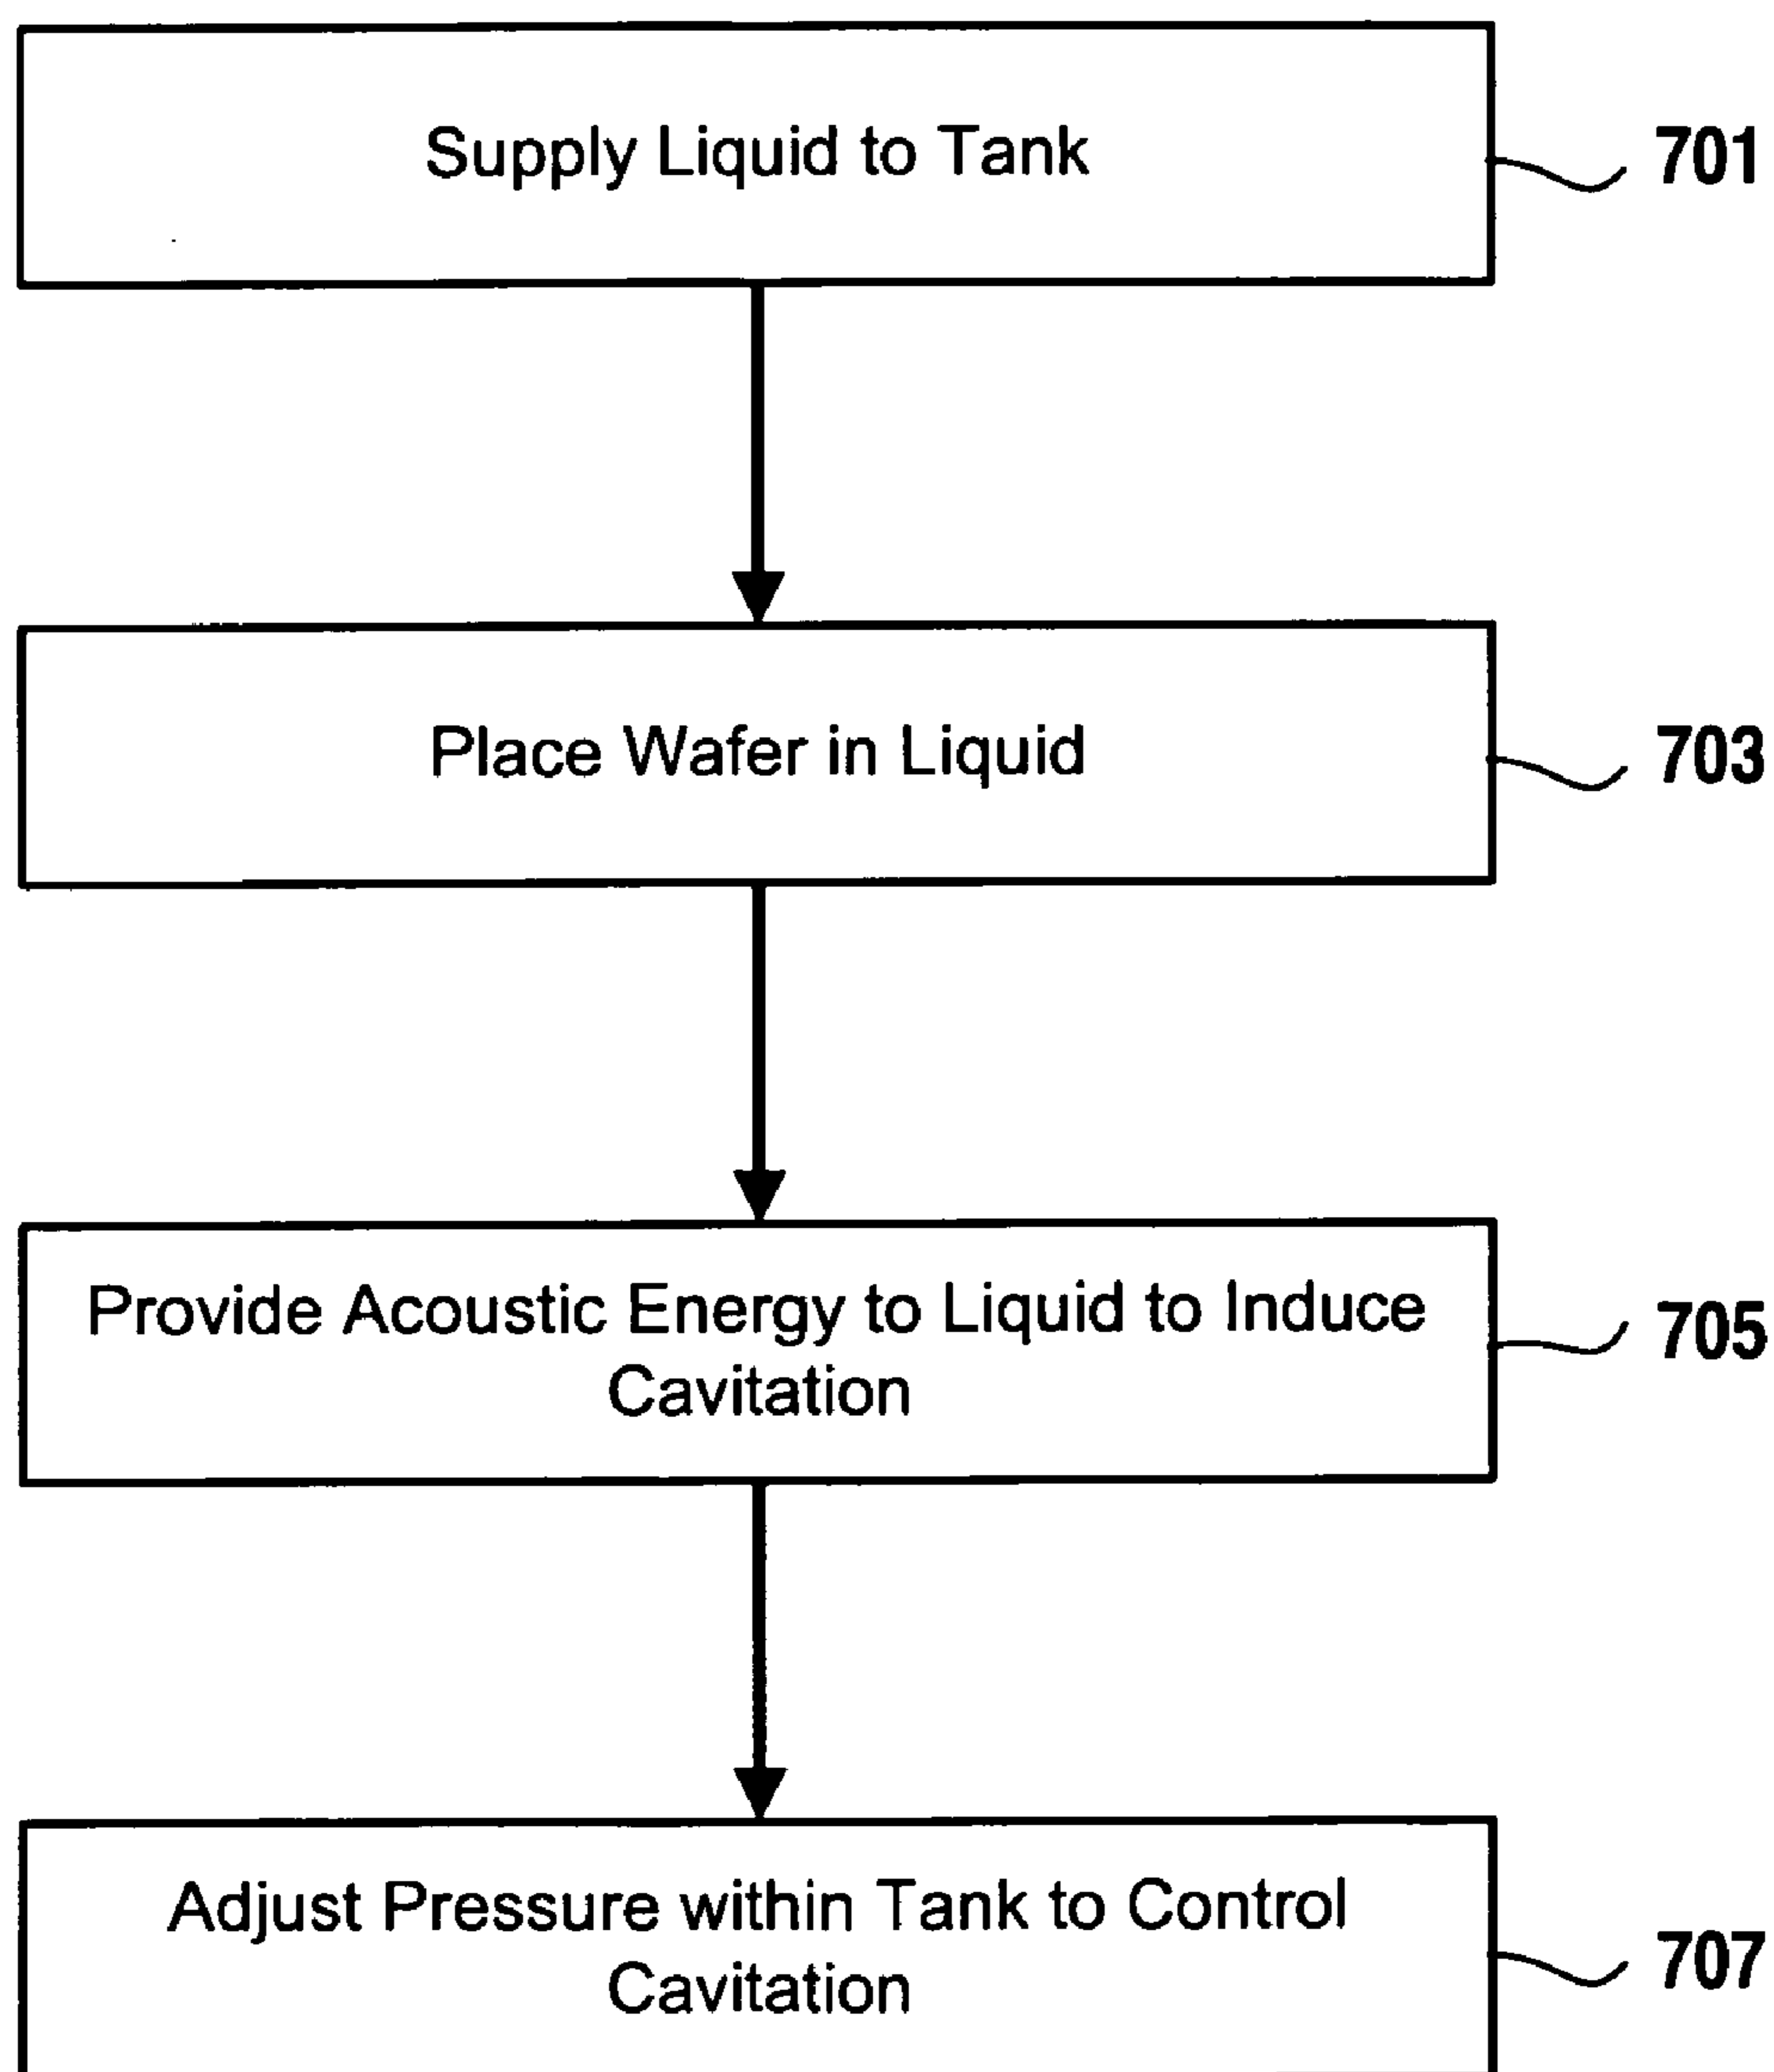 Supply Liquid to Tank
701
Place Wafer in Liquid
703
Provide Acoustic Energy to Liquid to Induce
Cavitation
705
Adjust Pressure within Tank to Control
Cavitation
707